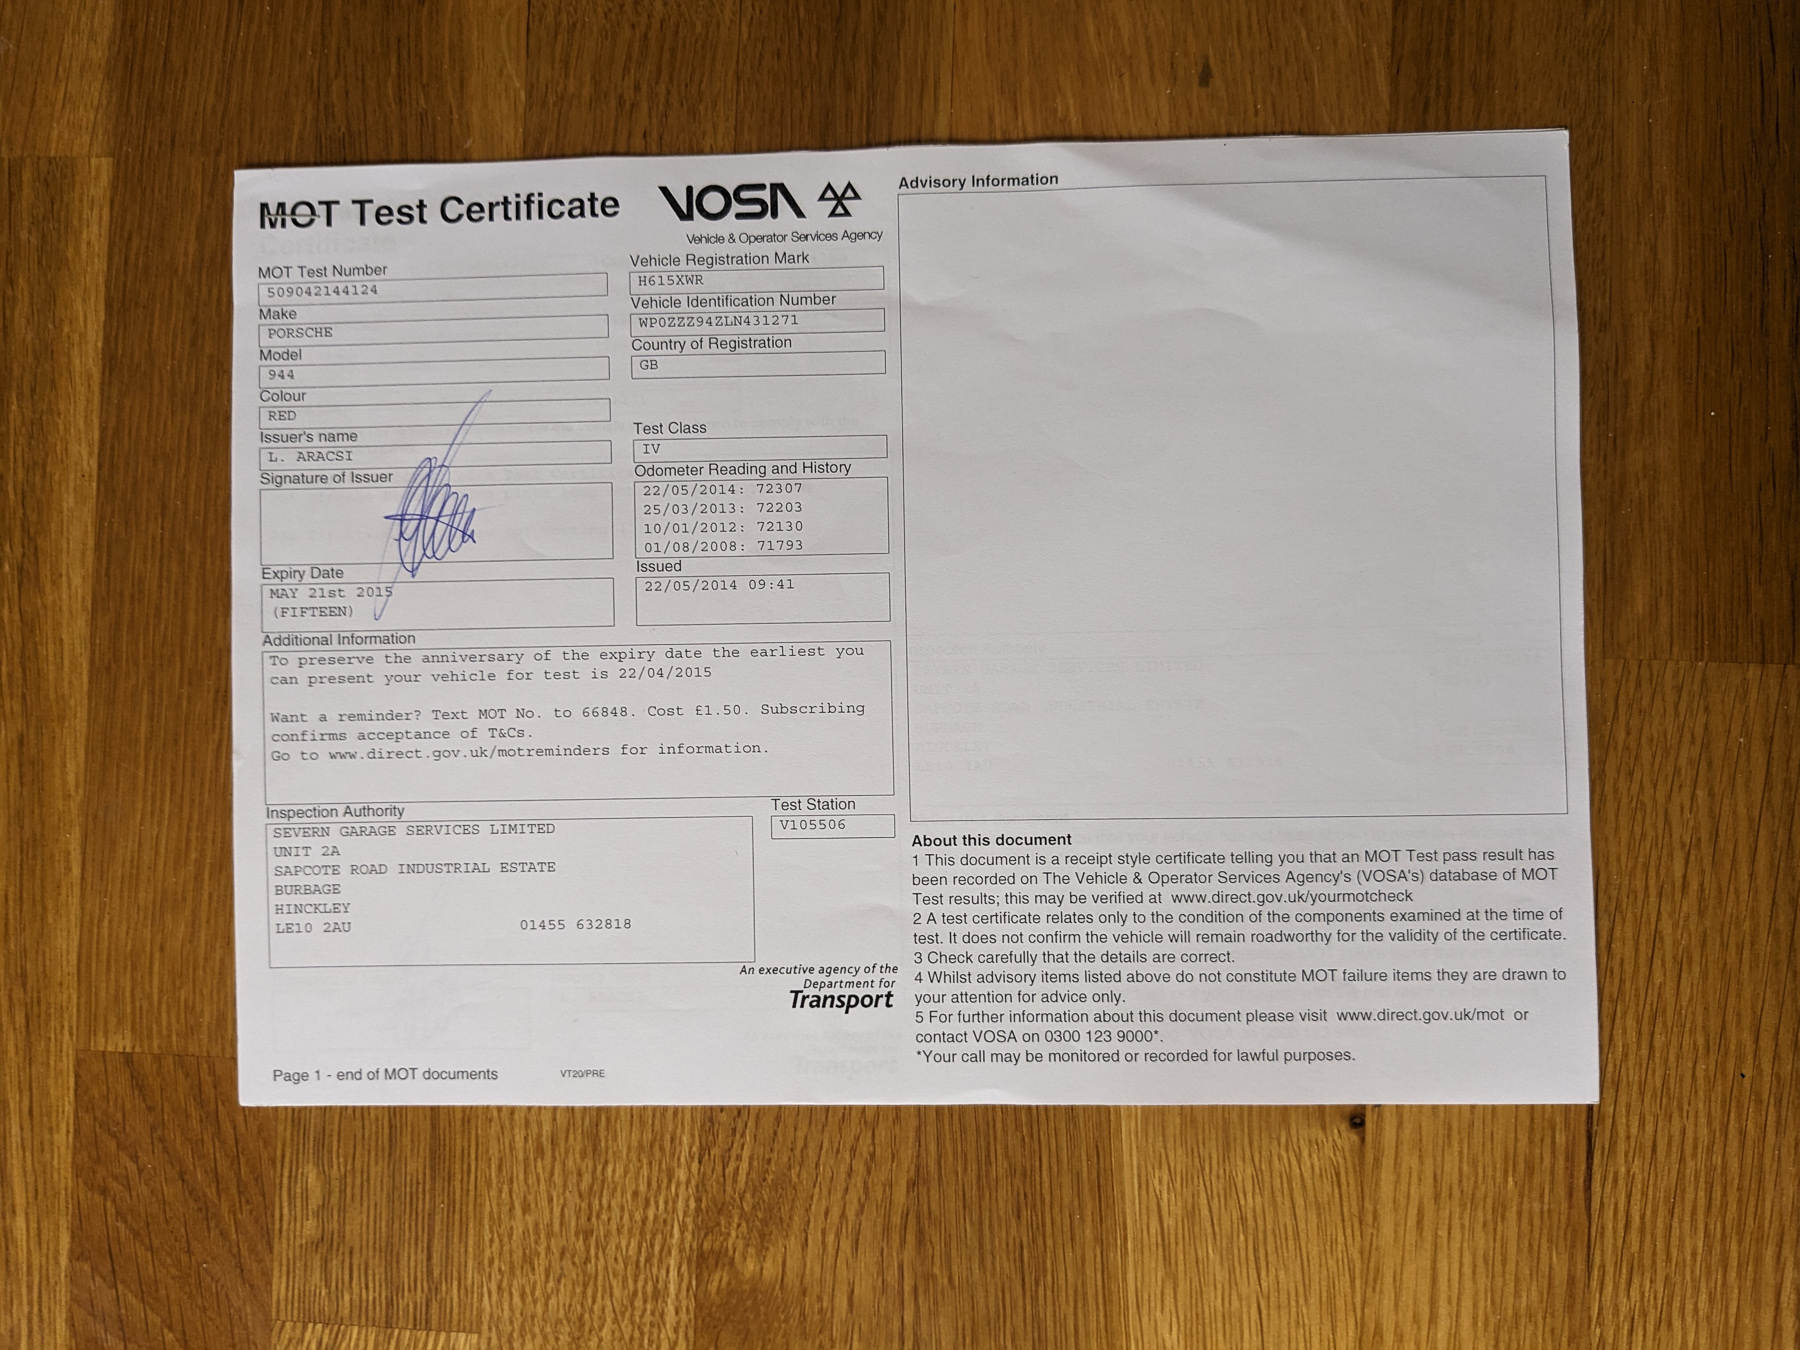 MOT Test Certificate
VOSA
Vehicle & Operator Services Agency
MOT Test Number
509042144124
Make
PORSCHE
Model
944
Colour
RED
Issuer's name
L. ARACSI
Signature of Issuer
Expiry Date
MAY 21st 2015
(FIFTEEN)
Vehicle Registration Mark
H615XWR
Vehicle Identification Number
WP0ZZZ94ZLN431271
Country of Registration
GB
Test Class
IV
Odometer Reading and History
22/05/2014: 72307
25/03/2013: 72203
10/01/2012: 72130
01/08/2008: 71793
Issued
22/05/2014 09:41
Additional Information
To preserve the anniversary of the expiry date the earliest you
can present your vehicle for test is 22/04/2015
Want a reminder? Text MOT No. to 66848. Cost £1.50. Subscribing
confirms acceptance of T&Cs.
Go to www.direct.gov.uk/motreminders for information.
Inspection Authority
SEVERN GARAGE SERVICES LIMITED
UNIT 2A
SAPCOTE ROAD INDUSTRIAL ESTATE
BURBAGE
HINCKLEY
LE10 2AU 01455 632818
Test Station
V105506
An executive agency of the
Department for
Transport
Page 1 - end of MOT documents VT20/PRE
Advisory Information
About this document
1 This document is a receipt style certificate telling you that an MOT Test pass result has
been recorded on The Vehicle & Operator Services Agency's (VOSA's) database of MOT
Test results; this may be verified at www.direct.gov.uk/yourmotcheck
2 A test certificate relates only to the condition of the components examined at the time of
test. It does not confirm the vehicle will remain roadworthy for the validity of the certificate.
3 Check carefully that the details are correct.
4 Whilst advisory items listed above do not constitute MOT failure items they are drawn to
your attention for advice only.
5 For further information about this document please visit www.direct.gov.uk/mot or
contact VOSA on 0300 123 9000*.
*Your call may be monitored or recorded for lawful purposes.